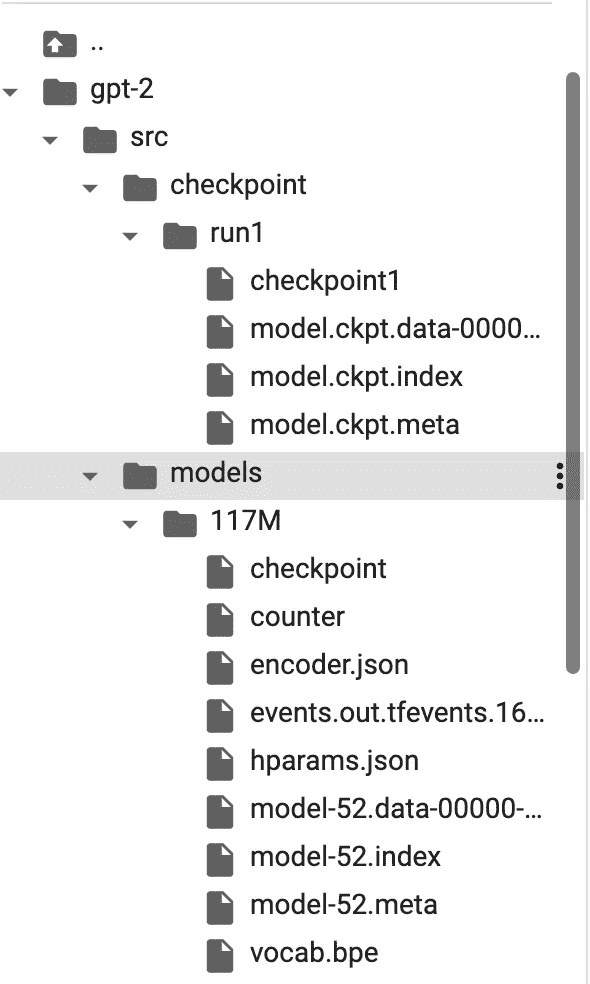 ..
gpt-2
src
checkpoint
run1
checkpoint1
model.ckpt.data-0000...
model.ckpt.index
model.ckpt.meta
models
117M
checkpoint
counter
encoder.json
events.out.tfevents.16...
hparams.json
model-52.data-00000-...
model-52.index
model-52.meta
vocab.bpe